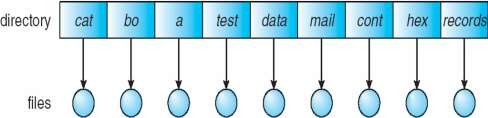 directory cat bo a test data mail cont hex records
files